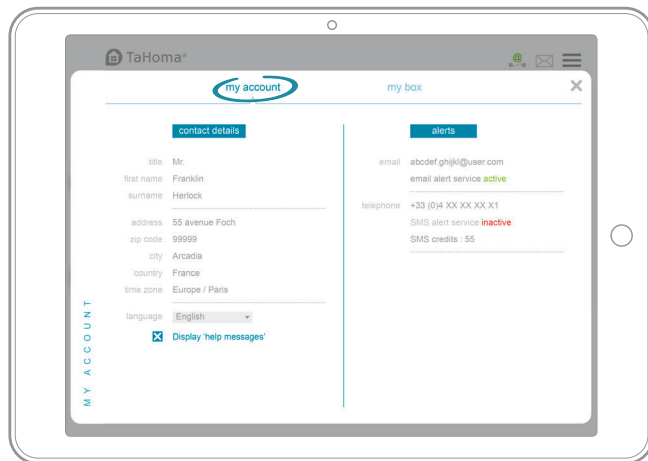 TaHoma®
my account
my box
contact details
title Mr.
first name Franklin
surname Herlock
address 55 avenue Foch
zip code 99999
city Arcadia
country France
time zone Europe / Paris
language English
Display 'help messages'
alerts
email abcdef.ghijkl@user.com
email alert service active
telephone +33 (0)4 XX XX XX X1
SMS alert service inactive
SMS credits : 55
MY ACCOUNT